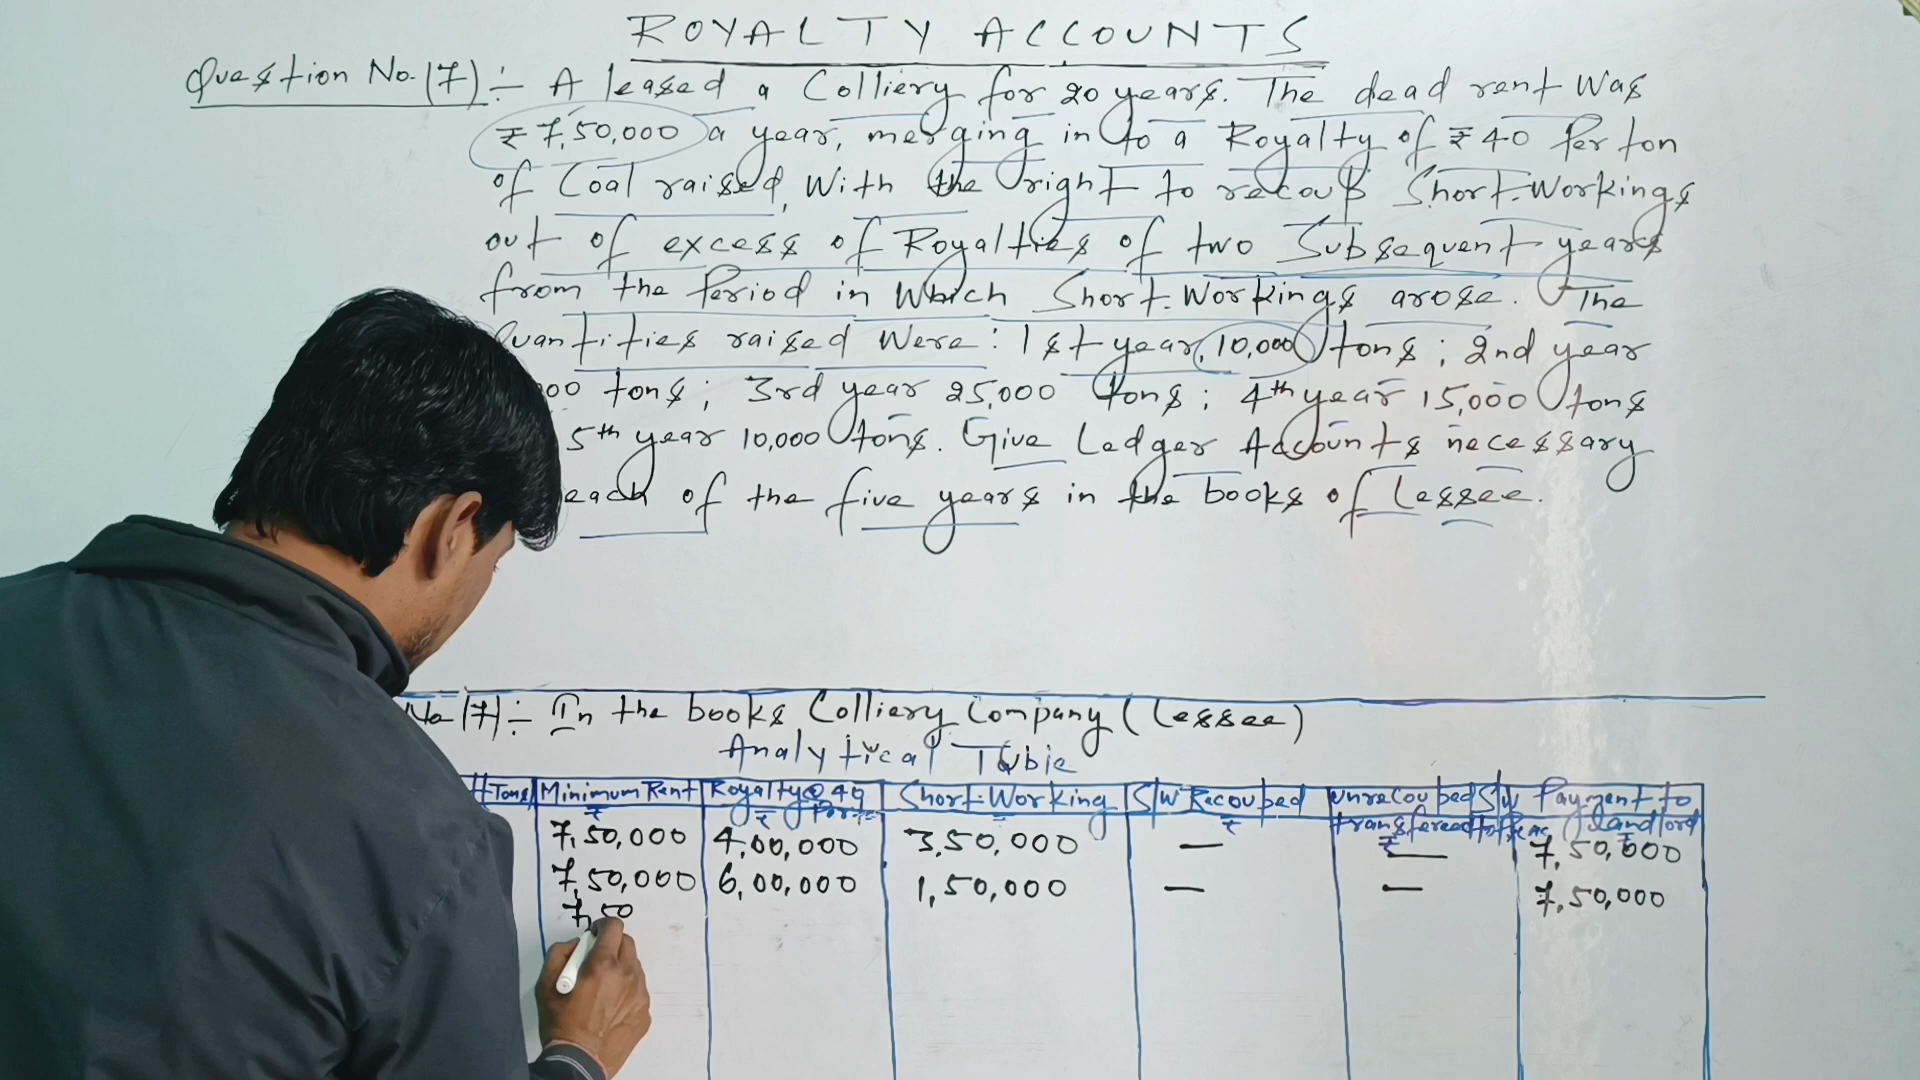 ROYALTY ACCOUNTS
Question No. (7) :- A leased a Colliery for 20 years. The dead rent was
₹ 7,50,000 a year, merging in to a Royalty of ₹ 40 Per ton
of Coal raised, With the right to recoup Short-Workings
out of excess of Royalties of two Subsequent years
from the Period in Which Short-Workings arose. The
Quantities raised Were : 1st year, 10,000 tons ; 2nd year
000 tons ; 3rd year 25,000 tons ; 4th year 15,000 tons
5th year 10,000 tons. Give Ledger Accounts necessary
each of the five years in the books of Lessee.
No (7) :- In the books Colliery Company (Lessee)
Analytical Table
Tons Minimum Rent ₹ Royalty @ 40 Per ₹ Short-Working ₹ S/W Recouped ₹ Unrecouped S/W ₹ Payment to landlord ₹
7,50,000 4,00,000 3,50,000 — — 7,50,000
7,50,000 6,00,000 1,50,000 — — 7,50,000
7,50